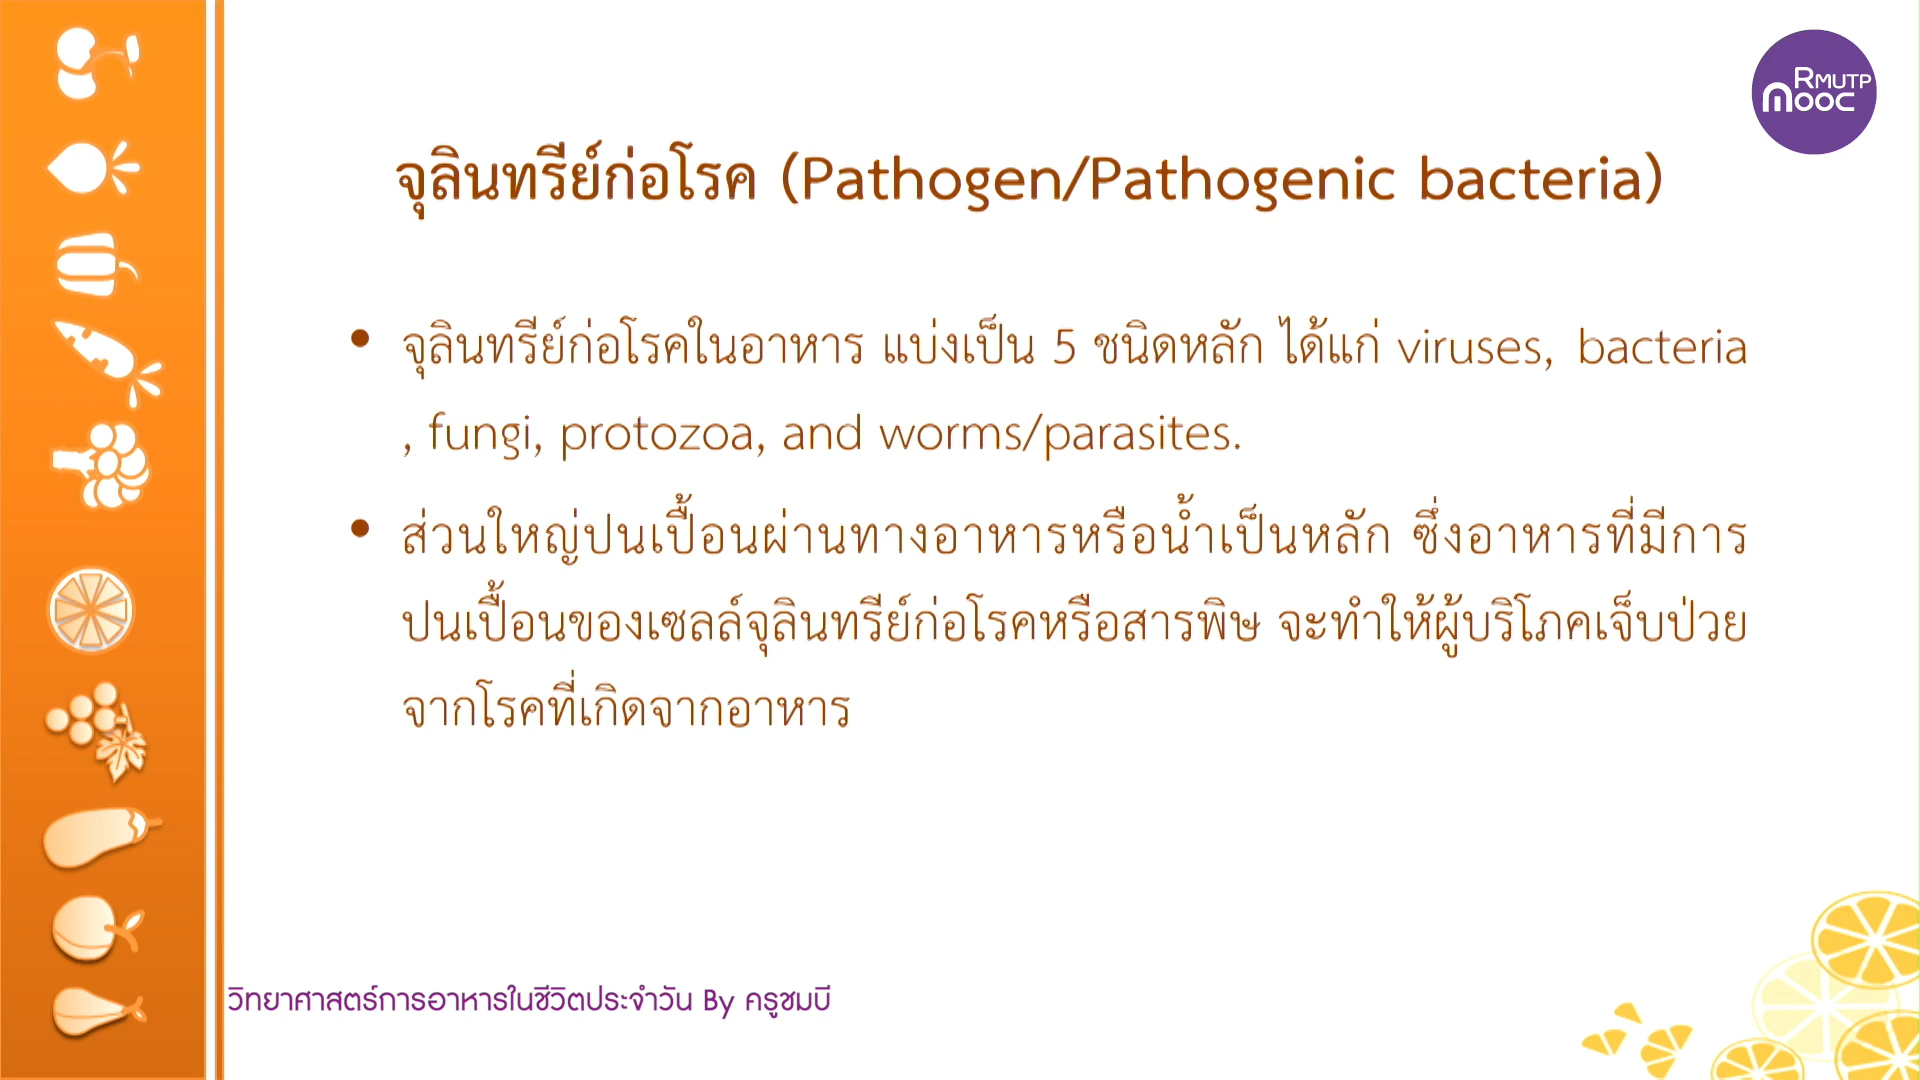 RMUTP
MOOC
จุลินทรีย์ก่อโรค (Pathogen/Pathogenic bacteria)
• จุลินทรีย์ก่อโรคในอาหาร แบ่งเป็น 5 ชนิดหลัก ได้แก่ viruses, bacteria
, fungi, protozoa, and worms/parasites.
• ส่วนใหญ่ปนเปื้อนผ่านทางอาหารหรือน้ำเป็นหลัก ซึ่งอาหารที่มีการ
ปนเปื้อนของเซลล์จุลินทรีย์ก่อโรคหรือสารพิษ จะทำให้ผู้บริโภคเจ็บป่วย
จากโรคที่เกิดจากอาหาร
วิทยาศาสตร์การอาหารในชีวิตประจำวัน By ครูชมบี